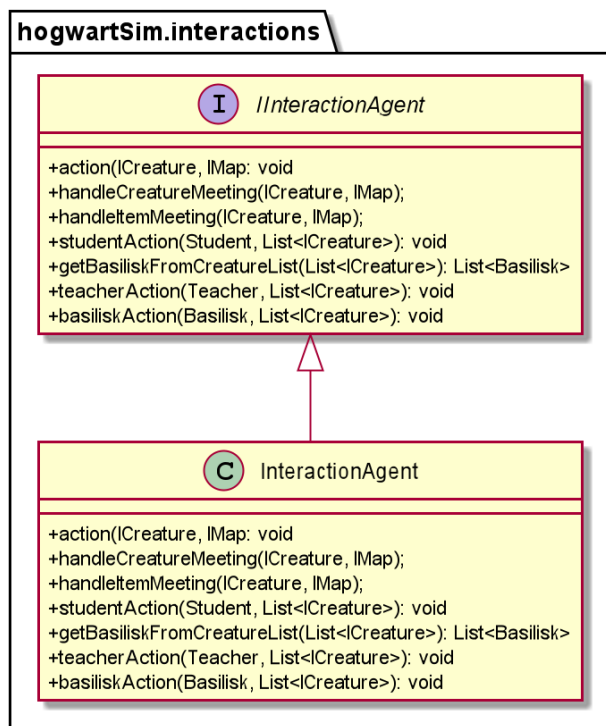 hogwartSim.interactions
I IInteractionAgent
+action(ICreature, IMap: void
+handleCreatureMeeting(ICreature, IMap);
+handleItemMeeting(ICreature, IMap);
+studentAction(Student, List<ICreature>): void
+getBasiliskFromCreatureList(List<ICreature>): List<Basilisk>
+teacherAction(Teacher, List<ICreature>): void
+basiliskAction(Basilisk, List<ICreature>): void
C InteractionAgent
+action(ICreature, IMap: void
+handleCreatureMeeting(ICreature, IMap);
+handleItemMeeting(ICreature, IMap);
+studentAction(Student, List<ICreature>): void
+getBasiliskFromCreatureList(List<ICreature>): List<Basilisk>
+teacherAction(Teacher, List<ICreature>): void
+basiliskAction(Basilisk, List<ICreature>): void